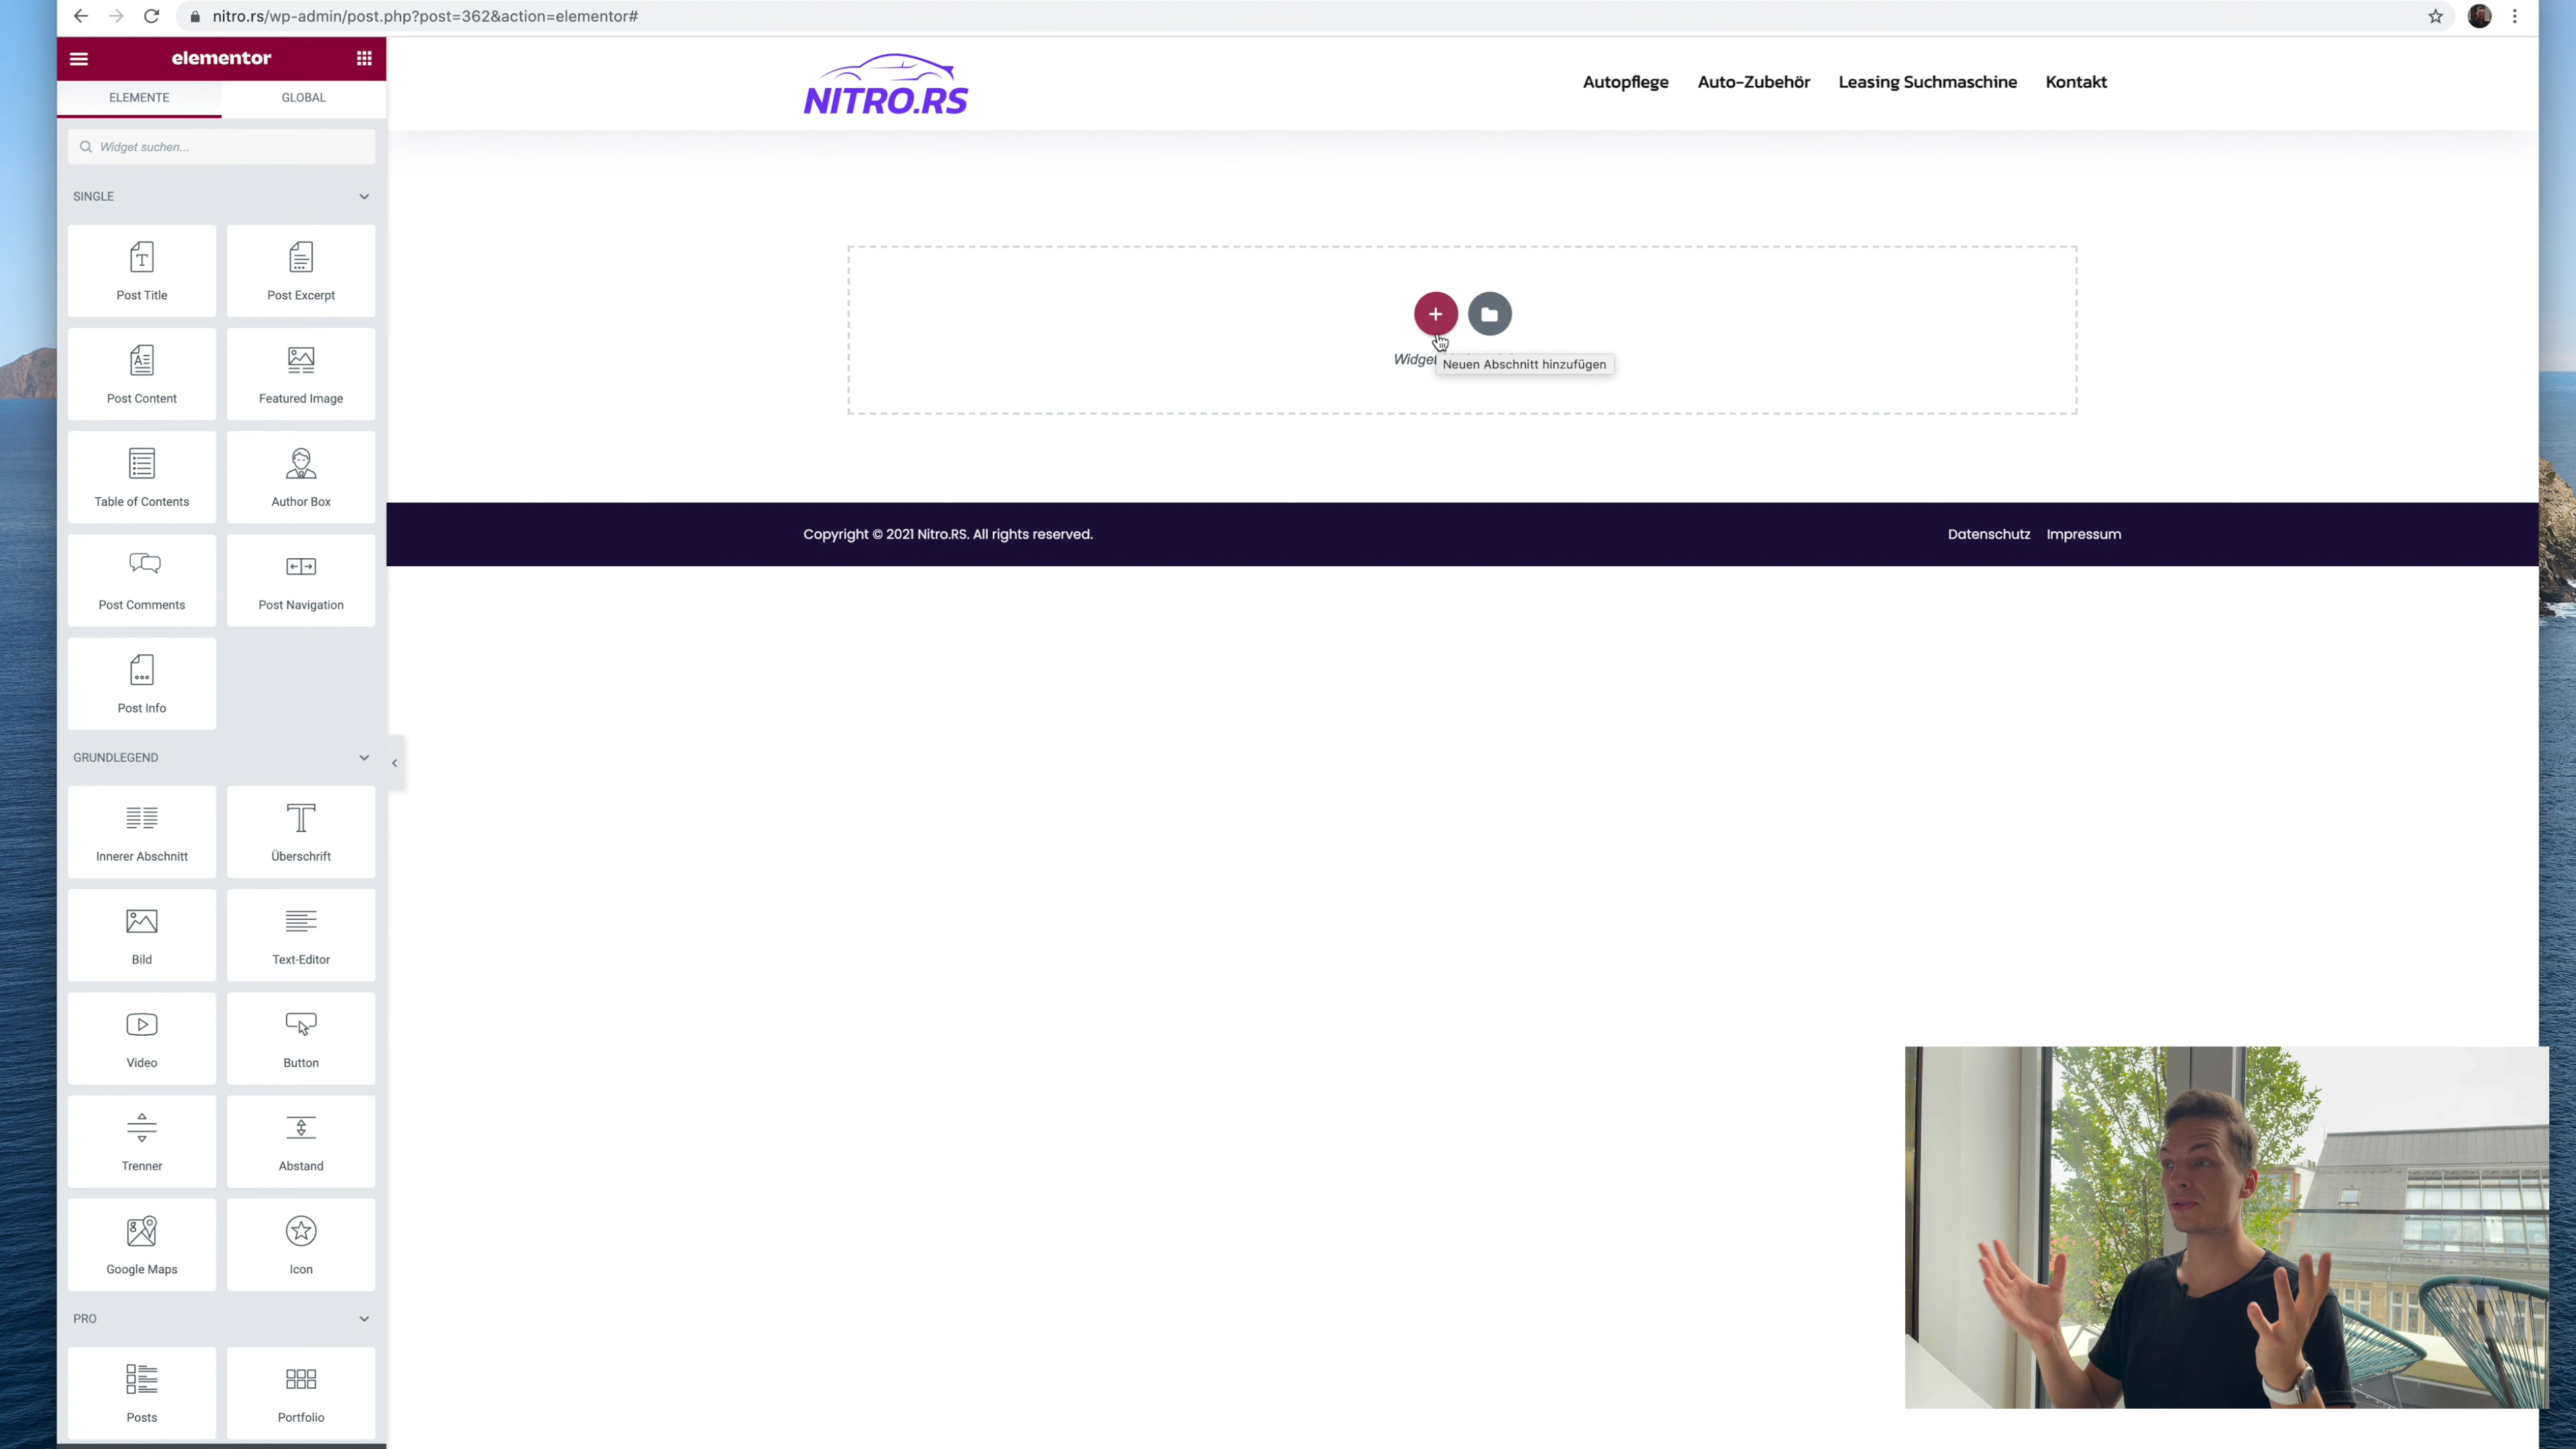 nitro.rs/wp-admin/post.php?post=362&action=elementor#
elementor
ELEMENTE
GLOBAL
Widget suchen...
SINGLE
Post Title
Post Excerpt
Post Content
Featured Image
Table of Contents
Author Box
Post Comments
Post Navigation
Post Info
GRUNDLEGEND
Innerer Abschnitt
Überschrift
Bild
Text-Editor
Video
Button
Trenner
Abstand
Google Maps
Icon
PRO
Posts
Portfolio
NITRO.RS
Autopflege
Auto-Zubehör
Leasing Suchmaschine
Kontakt
Widget
Neuen Abschnitt hinzufügen
Copyright © 2021 Nitro.RS. All rights reserved.
Datenschutz
Impressum